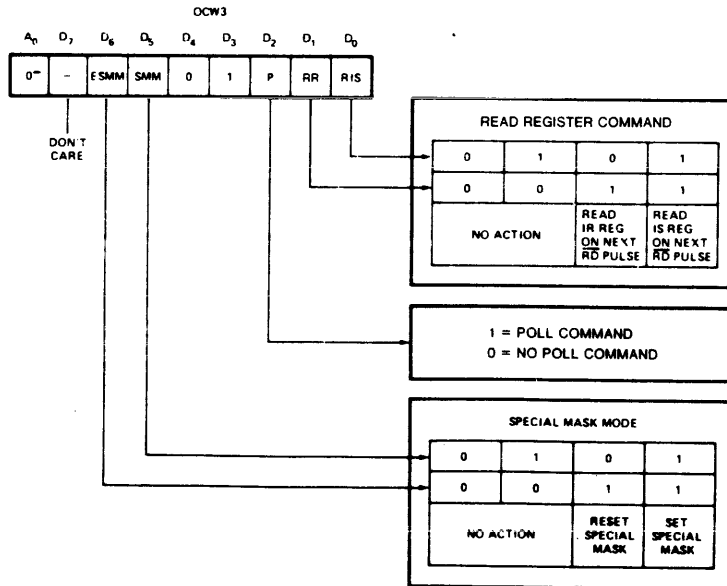 OCW3
A0 D7 D6 D5 D4 D3 D2 D1 D0
0 - ESMM SMM 0 1 P RR RIS
DON'T
CARE
READ REGISTER COMMAND
0 1 0 1
0 0 1 1
NO ACTION
READ
IR REG
ON NEXT
RD PULSE
READ
IS REG
ON NEXT
RD PULSE
1 = POLL COMMAND
0 = NO POLL COMMAND
SPECIAL MASK MODE
0 1 0 1
0 0 1 1
NO ACTION
RESET
SPECIAL
MASK
SET
SPECIAL
MASK